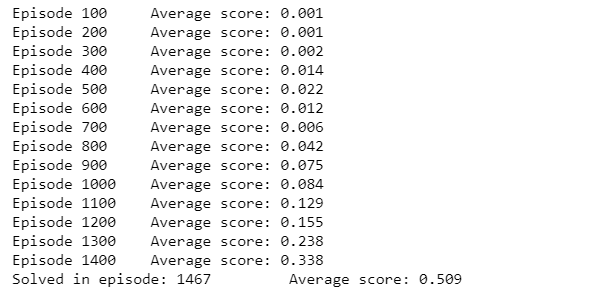 Episode 100 Average score: 0.001
Episode 200 Average score: 0.001
Episode 300 Average score: 0.002
Episode 400 Average score: 0.014
Episode 500 Average score: 0.022
Episode 600 Average score: 0.012
Episode 700 Average score: 0.006
Episode 800 Average score: 0.042
Episode 900 Average score: 0.075
Episode 1000 Average score: 0.084
Episode 1100 Average score: 0.129
Episode 1200 Average score: 0.155
Episode 1300 Average score: 0.238
Episode 1400 Average score: 0.338
Solved in episode: 1467 Average score: 0.509